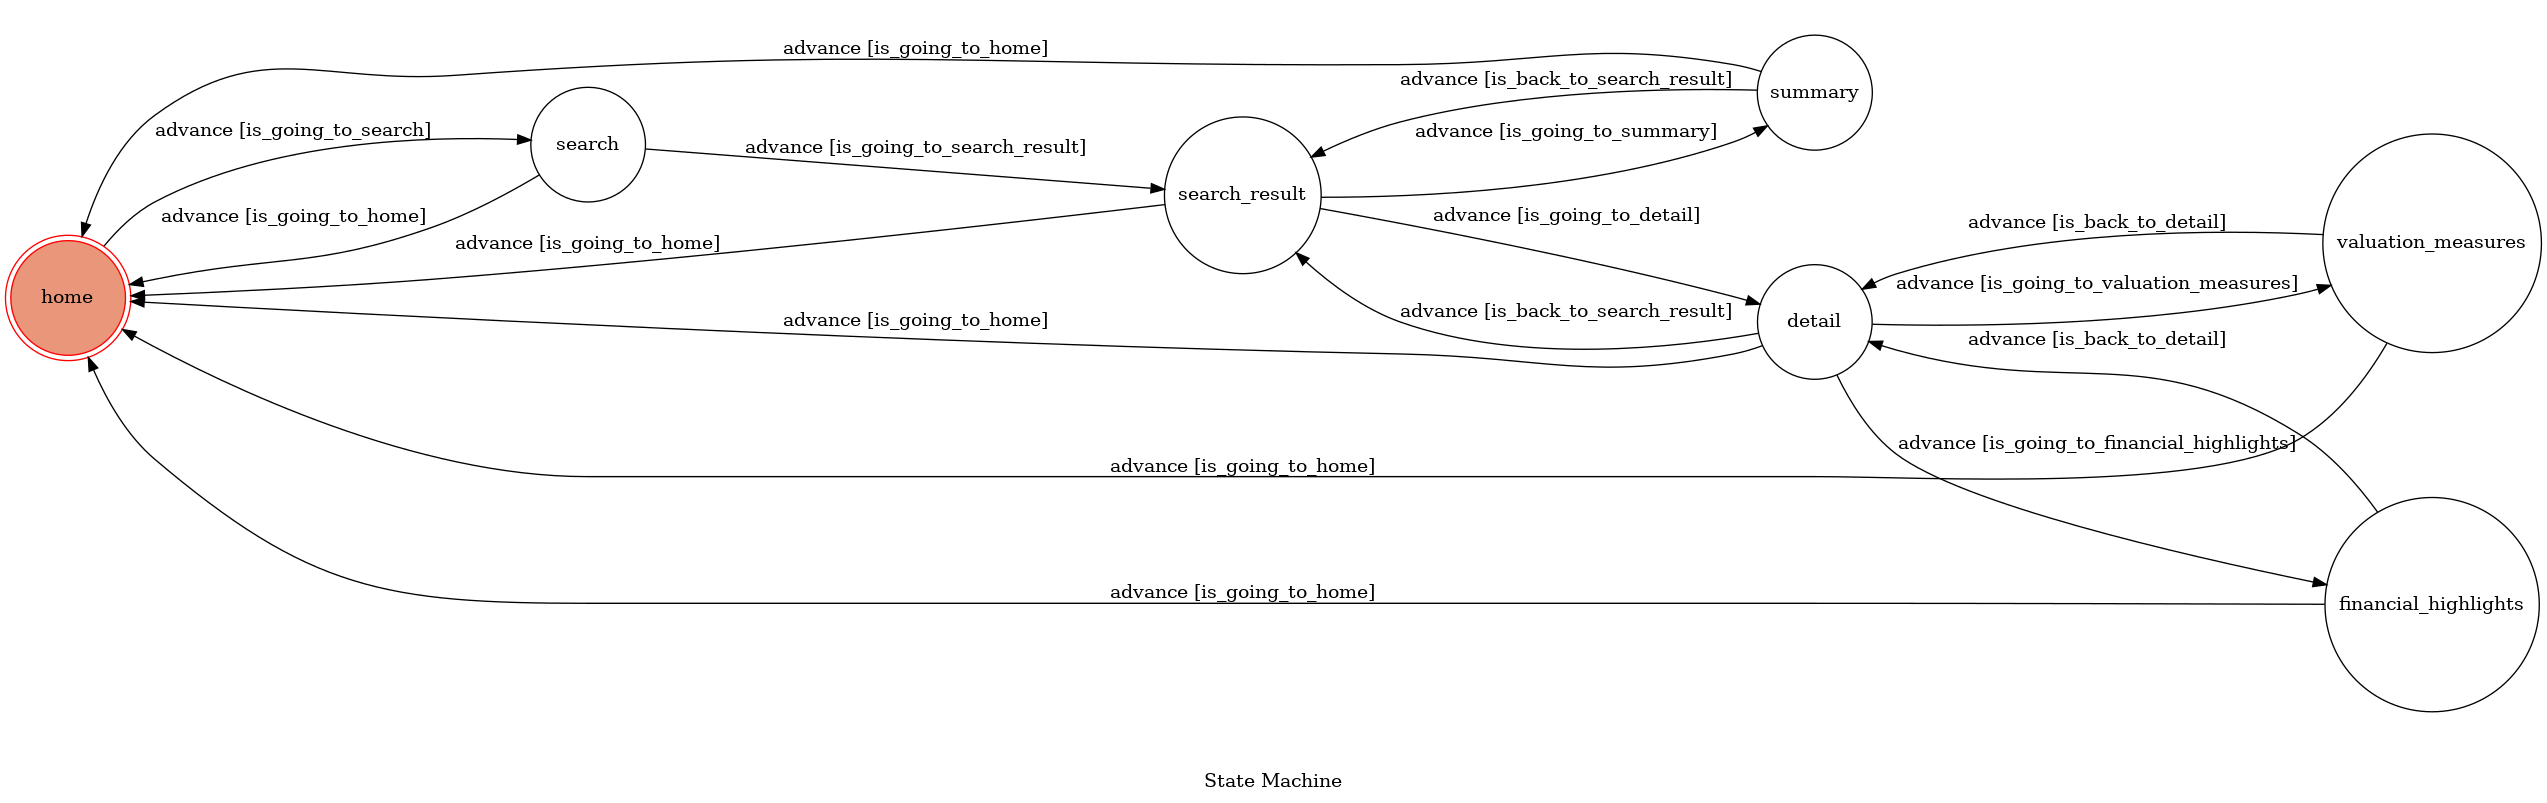 advance [is_going_to_home]
advance [is_back_to_search_result]
summary
advance [is_going_to_search]
advance [is_going_to_summary]
search
advance [is_going_to_search_result]
search_result
advance [is_going_to_home]
advance [is_going_to_detail]
advance [is_back_to_detail]
advance [is_going_to_home]
valuation_measures
advance [is_going_to_valuation_measures]
home
advance [is_back_to_search_result]
advance [is_going_to_home]
detail
advance [is_back_to_detail]
advance [is_going_to_financial_highlights]
advance [is_going_to_home]
advance [is_going_to_home]
financial_highlights
State Machine